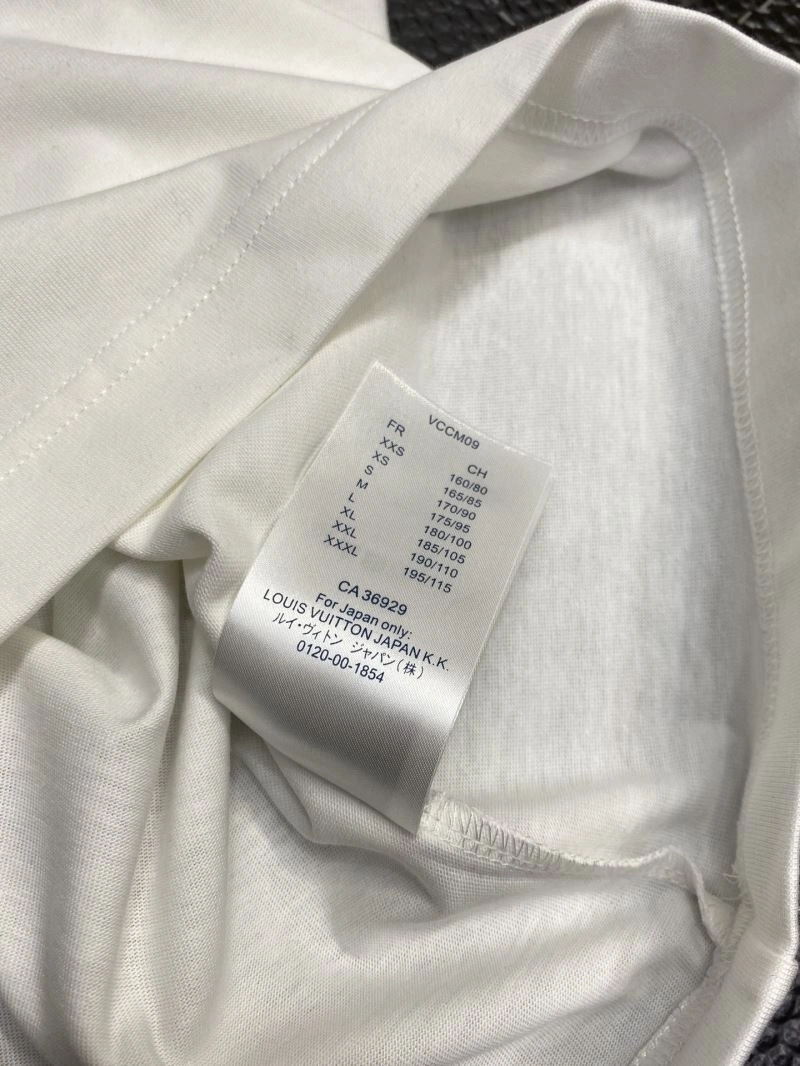 VCCM09
FR CH
XXS 160/80
XS 165/85
S 170/90
M 175/95
L 180/100
XL 185/105
XXL 190/110
XXXL 195/115
CA 36929
For Japan only:
LOUIS VUITTON JAPAN K.K.
ルイ・ヴィトン ジャパン(株)
0120-00-1854